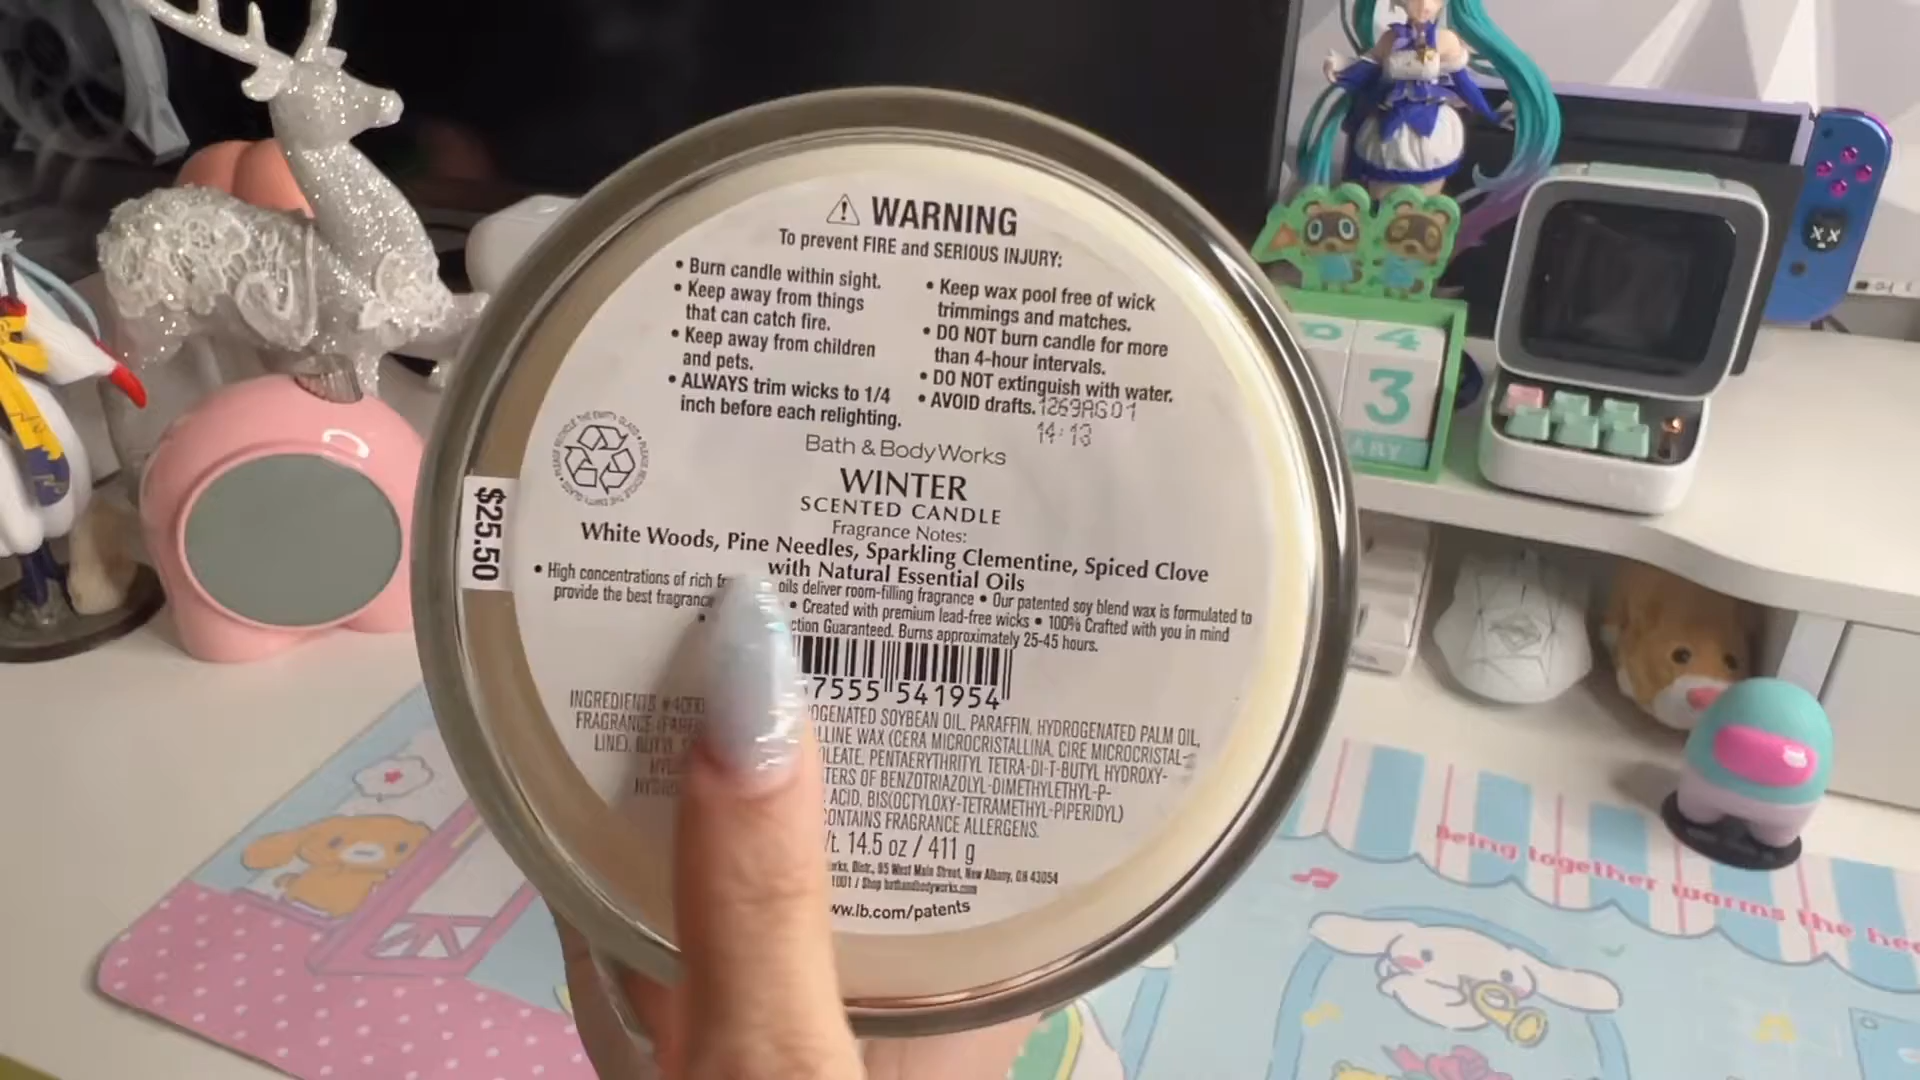 WARNING
To prevent FIRE and SERIOUS INJURY:
• Burn candle within sight.
• Keep away from things
that can catch fire.
• Keep away from children
and pets.
• ALWAYS trim wicks to 1/4
inch before each relighting.
• Keep wax pool free of wick
trimmings and matches.
• DO NOT burn candle for more
than 4-hour intervals.
• DO NOT extinguish with water.
• AVOID drafts. 1269AG01
14:13
Bath & Body Works
WINTER
SCENTED CANDLE
Fragrance Notes:
White Woods, Pine Needles, Sparkling Clementine, Spiced Clove
with Natural Essential Oils
• High concentrations of rich oils deliver room-filling fragrance • Our patented soy blend wax is formulated to
provide the best fragrance • Created with premium lead-free wicks • 100% Crafted with you in mind
Guaranteed. Burns approximately 25-45 hours.
$25.50
7555 541954
INGREDIENTS SOYBEAN OIL, PARAFFIN, HYDROGENATED PALM OIL,
FRAGRANCE WAX (CERA MICROCRISTALLINA, CIRE MICROCRISTAL-
PENTAERYTHRITYL TETRA-DI-T-BUTYL HYDROXY-
OF BENZOTRIAZOLYL-DIMETHYLETHYL-P-
ACID, BIS(OCTYLOXY-TETRAMETHYL-PIPERIDYL)
CONTAINS FRAGRANCE ALLERGENS.
14.5 oz / 411 g
Distr., 95 West Main Street, New Albany, OH 43054
/ Shop bathandbodyworks.com
www.lb.com/patents
4
3
ARY
Being together warms the